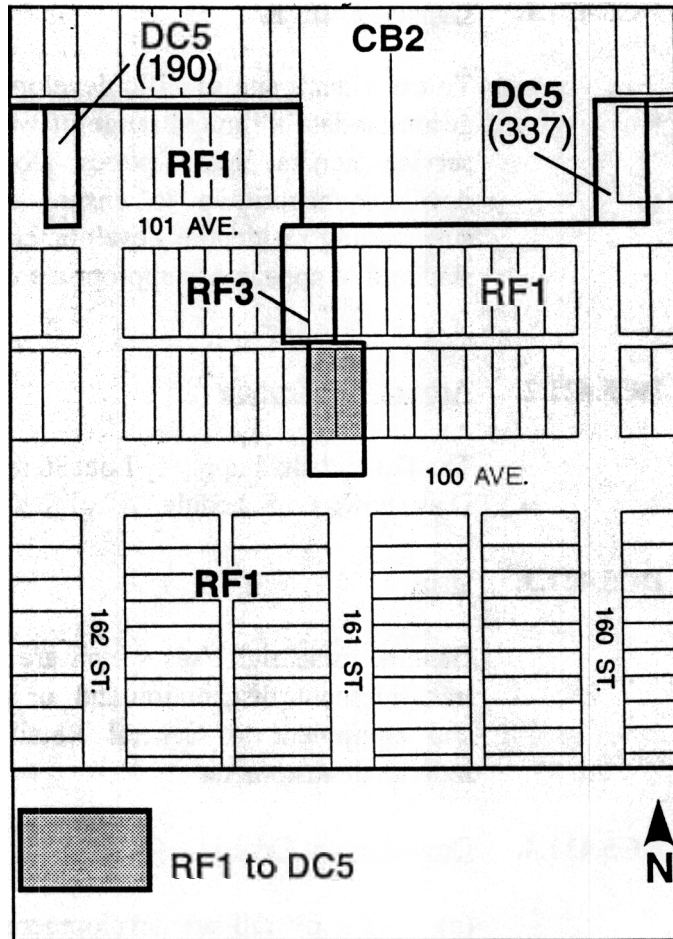 DC5
(190)
CB2
DC5
(337)
RF1
101 AVE.
RF3
RF1
100 AVE.
RF1
162 ST.
161 ST.
160 ST.
RF1 to DC5
N